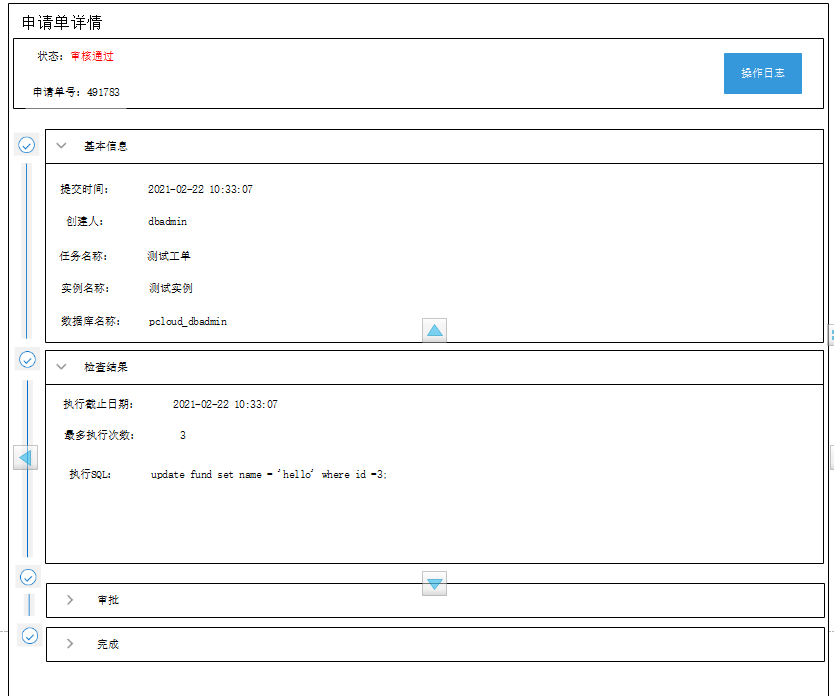 申请单详情
状态：审核通过
操作日志
申请单号：491783
基本信息
提交时间： 2021-02-22 10:33:07
创建人： dbadmin
任务名称： 测试工单
实例名称： 测试实例
数据库名称： pcloud_dbadmin
检查结果
执行截止日期： 2021-02-22 10:33:07
最多执行次数： 3
执行SQL： update fund set name = 'hello' where id =3;
审批
完成